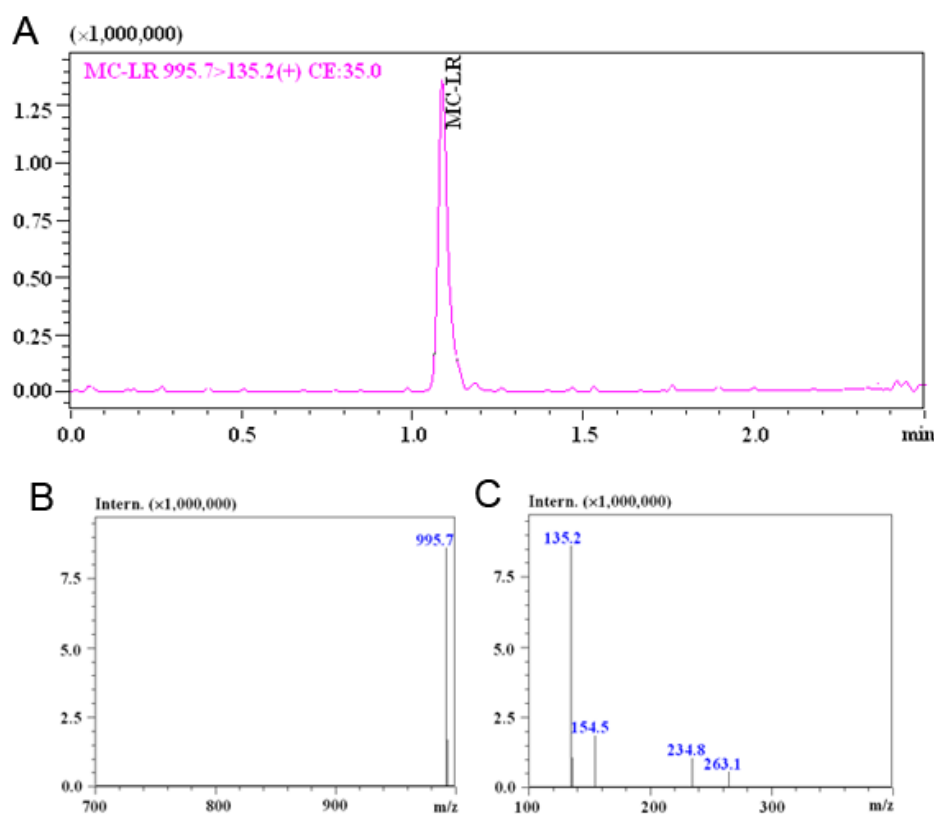 A
(×1,000,000)
MC-LR 995.7>135.2(+) CE:35.0
MC-LR
1.25
1.00
0.75
0.50
0.25
0.00
0.0 0.5 1.0 1.5 2.0 min
B
Intern. (×1,000,000)
995.7
7.5
5.0
2.5
0.0
700 800 900 m/z
C
Intern. (×1,000,000)
135.2
7.5
5.0
2.5
154.5
234.8
263.1
0.0
100 200 300 m/z